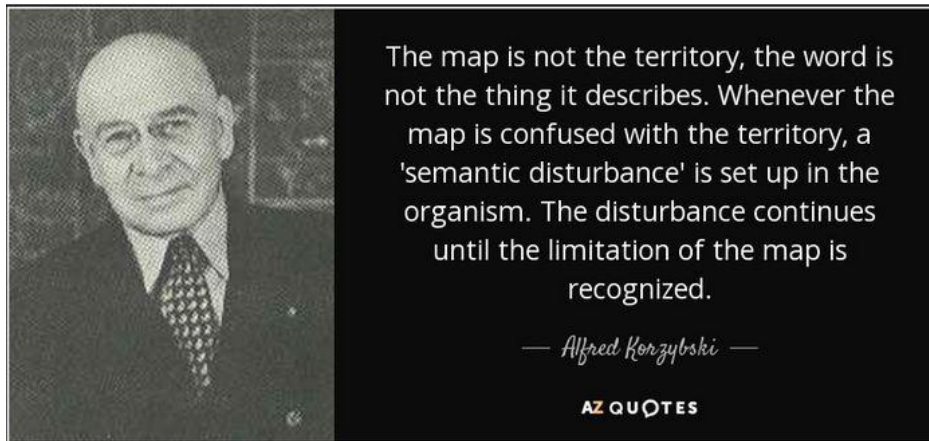 The map is not the territory, the word is
not the thing it describes. Whenever the
map is confused with the territory, a
'semantic disturbance' is set up in the
organism. The disturbance continues
until the limitation of the map is
recognized.
— Alfred Korzybski —
AZ QUOTES